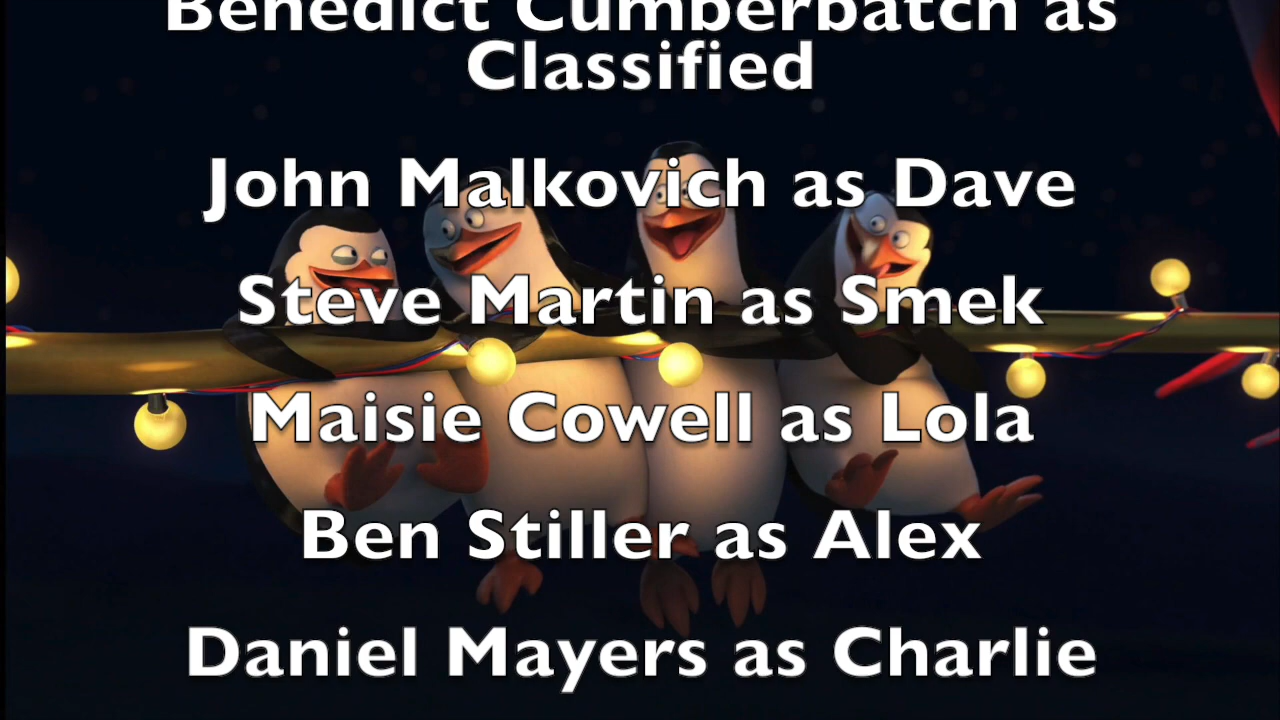 Benedict Cumberbatch as
Classified
John Malkovich as Dave
Steve Martin as Smek
Maisie Cowell as Lola
Ben Stiller as Alex
Daniel Mayers as Charlie